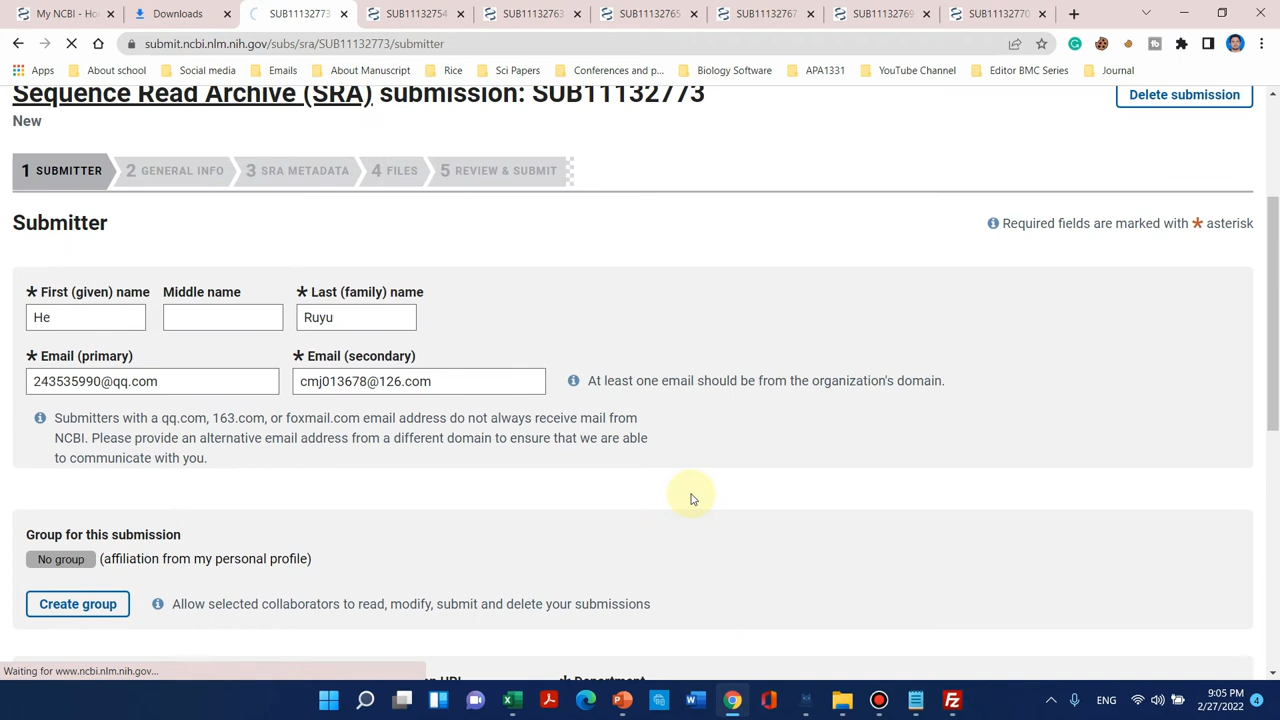 My NCBI - Ho
Downloads
SUB11132773
SUB11132754
SUB11132763
SUB11132765
SUB11132767
SUB11132769
SUB11132770
submit.ncbi.nlm.nih.gov/subs/sra/SUB11132773/submitter
Apps
About school
Social media
Emails
About Manuscript
Rice
Sci Papers
Conferences and p...
Biology Software
APA1331
YouTube Channel
Editor BMC Series
Journal
Sequence Read Archive (SRA) submission: SUB11132773
Delete submission
New
1 SUBMITTER
2 GENERAL INFO
3 SRA METADATA
4 FILES
5 REVIEW & SUBMIT
Submitter
Required fields are marked with * asterisk
* First (given) name
Middle name
* Last (family) name
He
Ruyu
* Email (primary)
* Email (secondary)
243535990@qq.com
cmj013678@126.com
At least one email should be from the organization's domain.
Submitters with a qq.com, 163.com, or foxmail.com email address do not always receive mail from
NCBI. Please provide an alternative email address from a different domain to ensure that we are able
to communicate with you.
Group for this submission
No group (affiliation from my personal profile)
Create group
Allow selected collaborators to read, modify, submit and delete your submissions
Waiting for www.ncbi.nlm.nih.gov...
URL
* Department
ENG
9:05 PM
2/27/2022
4